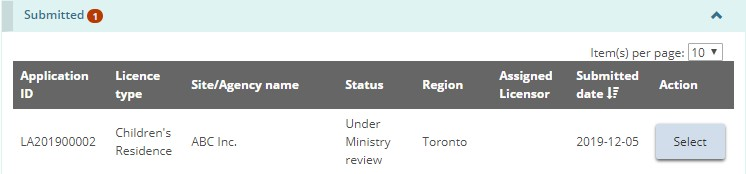 Submitted 1
Item(s) per page: 10
Application ID Licence type Site/Agency name Status Region Assigned Licensor Submitted date Action
LA201900002 Children's Residence ABC Inc. Under Ministry review Toronto 2019-12-05 Select